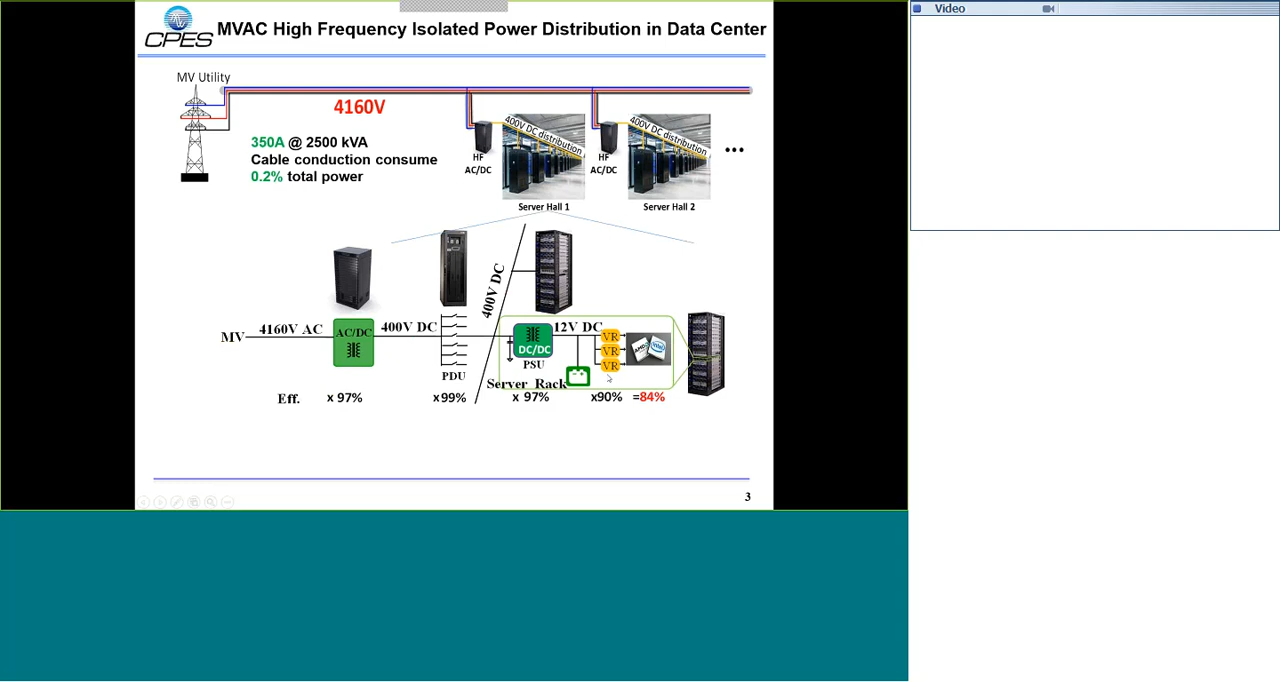 Video
CPES
MVAC High Frequency Isolated Power Distribution in Data Center
MV Utility
4160V
350A @ 2500 kVA
Cable conduction consume
0.2% total power
HF
AC/DC
400V DC distribution
Server Hall 1
HF
AC/DC
400V DC distribution
Server Hall 2
...
MV
4160V AC
AC/DC
400V DC
PDU
400V DC
DC/DC
PSU
12V DC
VR
VR
VR
AMD
intel
Server Rack
Eff. x 97% x99% x 97% x90% =84%
3